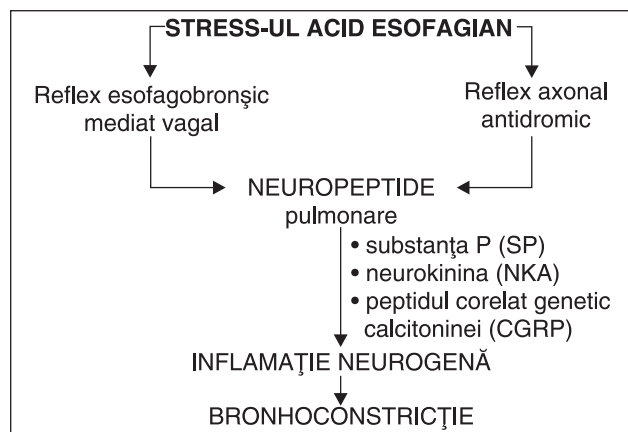 STRESS-UL ACID ESOFAGIAN
Reflex esofagobronşic
mediat vagal
Reflex axonal
antidromic
NEUROPEPTIDE
pulmonare
• substanţa P (SP)
• neurokinina (NKA)
• peptidul corelat genetic
calcitoninei (CGRP)
INFLAMAŢIE NEUROGENĂ
BRONHOCONSTRICŢIE